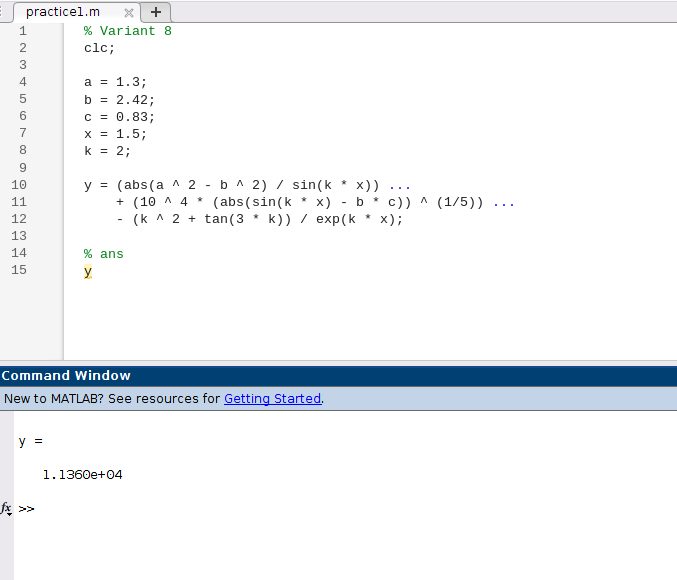 practice1.m
1 % Variant 8
2 clc;
3
4 a = 1.3;
5 b = 2.42;
6 c = 0.83;
7 x = 1.5;
8 k = 2;
9
10 y = (abs(a ^ 2 - b ^ 2) / sin(k * x)) ...
11 + (10 ^ 4 * (abs(sin(k * x) - b * c)) ^ (1/5)) ...
12 - (k ^ 2 + tan(3 * k)) / exp(k * x);
13
14 % ans
15 y
Command Window
New to MATLAB? See resources for Getting Started.
y =
1.1360e+04
fx >>